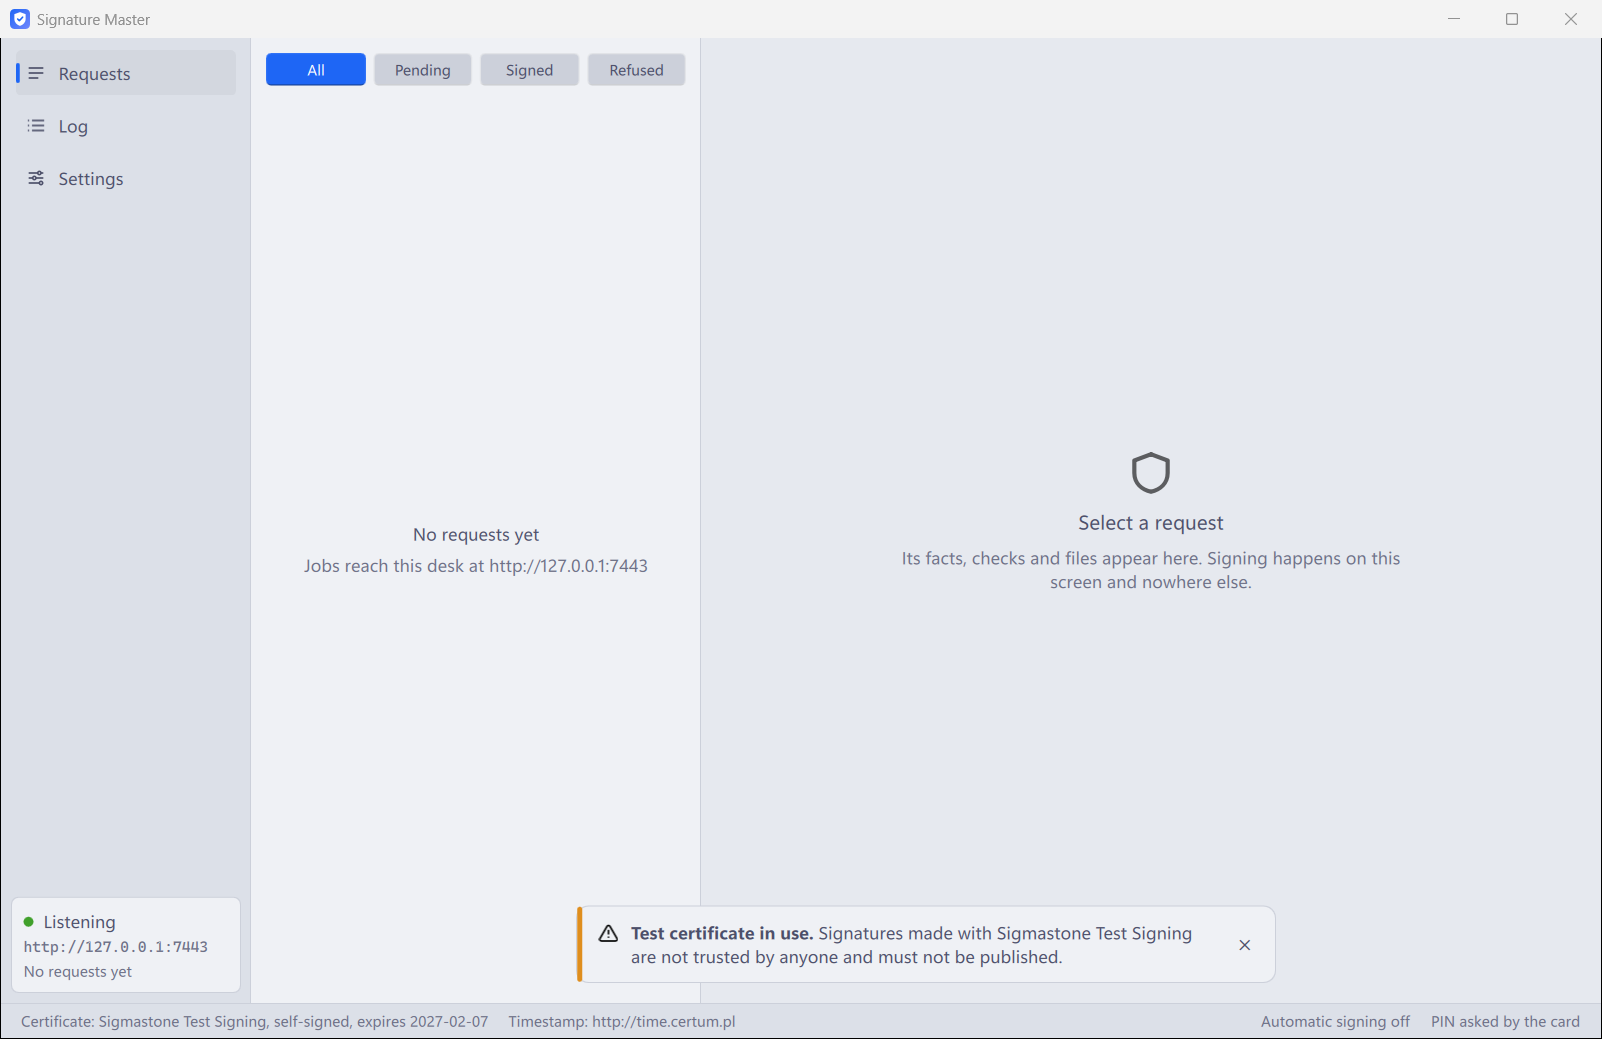 Signature Master
Requests
Log
Settings
All
Pending
Signed
Refused
No requests yet
Jobs reach this desk at http://127.0.0.1:7443
Select a request
Its facts, checks and files appear here. Signing happens on this
screen and nowhere else.
Listening
http://127.0.0.1:7443
No requests yet
Test certificate in use. Signatures made with Sigmastone Test Signing
are not trusted by anyone and must not be published.
Certificate: Sigmastone Test Signing, self-signed, expires 2027-02-07
Timestamp: http://time.certum.pl
Automatic signing off
PIN asked by the card